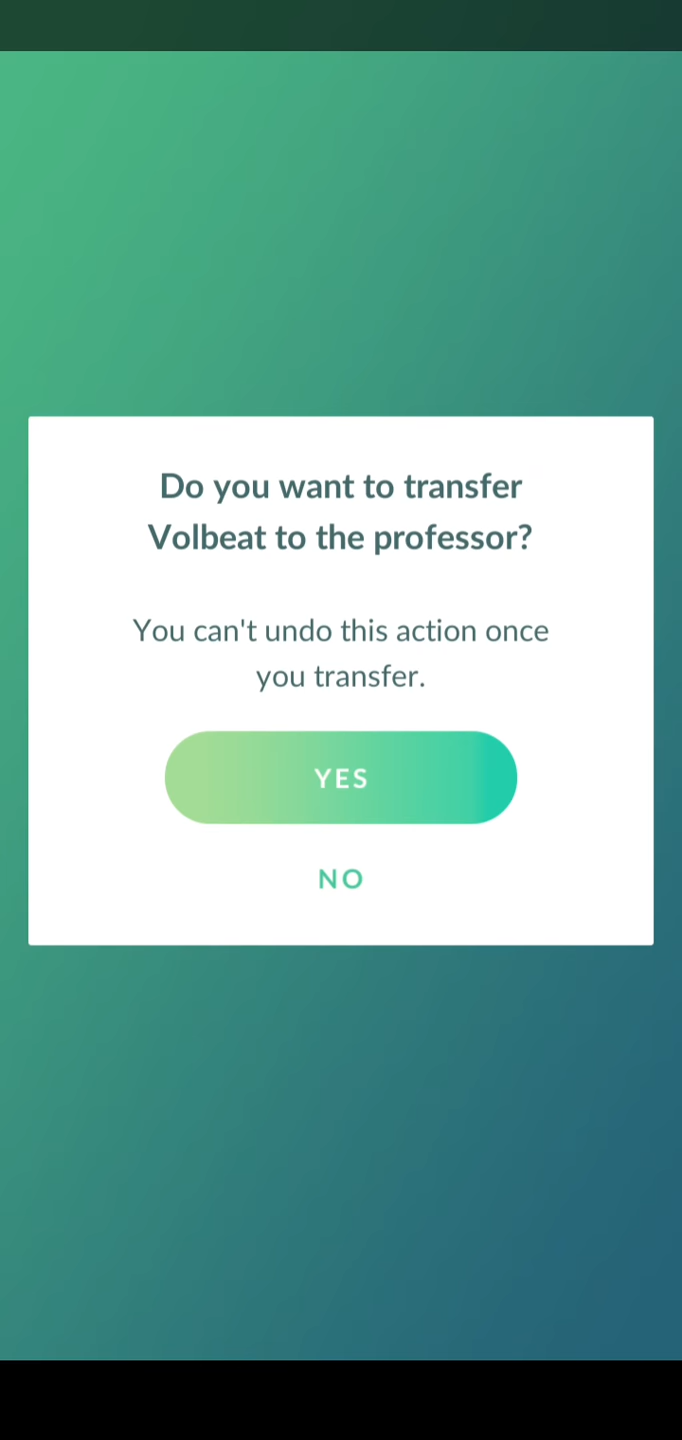 Do you want to transfer
Volbeat to the professor?
You can't undo this action once
you transfer.
YES
NO